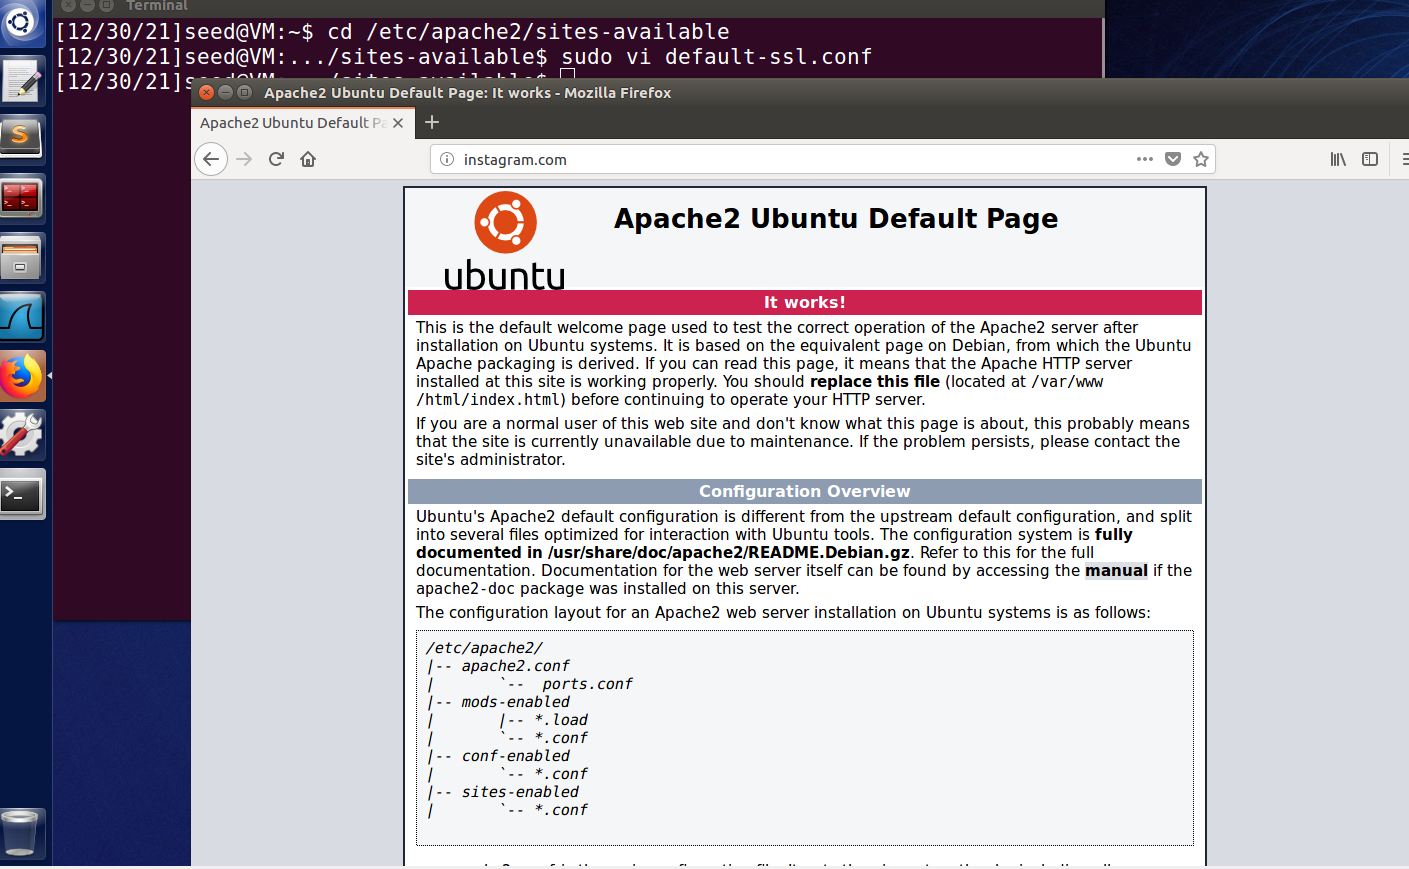 Terminal
[12/30/21]seed@VM:~$ cd /etc/apache2/sites-available
[12/30/21]seed@VM:.../sites-available$ sudo vi default-ssl.conf
[12/30/21]s
Apache2 Ubuntu Default Page: It works - Mozilla Firefox
Apache2 Ubuntu Default Pa
instagram.com
Apache2 Ubuntu Default Page
ubuntu
It works!
This is the default welcome page used to test the correct operation of the Apache2 server after
installation on Ubuntu systems. It is based on the equivalent page on Debian, from which the Ubuntu
Apache packaging is derived. If you can read this page, it means that the Apache HTTP server
installed at this site is working properly. You should replace this file (located at /var/www
/html/index.html) before continuing to operate your HTTP server.
If you are a normal user of this web site and don't know what this page is about, this probably means
that the site is currently unavailable due to maintenance. If the problem persists, please contact the
site's administrator.
Configuration Overview
Ubuntu's Apache2 default configuration is different from the upstream default configuration, and split
into several files optimized for interaction with Ubuntu tools. The configuration system is fully
documented in /usr/share/doc/apache2/README.Debian.gz. Refer to this for the full
documentation. Documentation for the web server itself can be found by accessing the manual if the
apache2-doc package was installed on this server.
The configuration layout for an Apache2 web server installation on Ubuntu systems is as follows:
/etc/apache2/
|-- apache2.conf
|       `--  ports.conf
|-- mods-enabled
|       |-- *.load
|       `-- *.conf
|-- conf-enabled
|       `-- *.conf
|-- sites-enabled
|       `-- *.conf